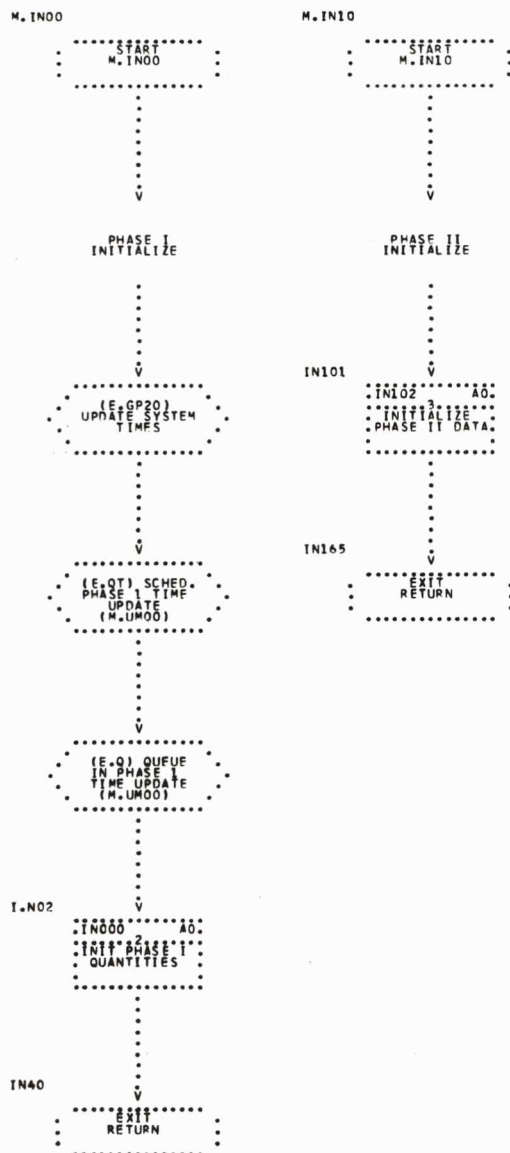 M.IN00
START
M.IN00
PHASE I
INITIALIZE
(E.GP20)
UPDATE SYSTEM
TIMES
(E.QT) SCHED.
PHASE 1 TIME
UPDATE
(M.UM00)
(E.Q) QUEUE
IN PHASE 1
TIME UPDATE
(M.UM00)
I.N02
IN000 A0
2
INIT PHASE I
QUANTITIES
IN40
EXIT
RETURN
M.IN10
START
M.IN10
PHASE II
INITIALIZE
IN101
IN102 A0
3
INITIALIZE
PHASE II DATA
IN165
EXIT
RETURN